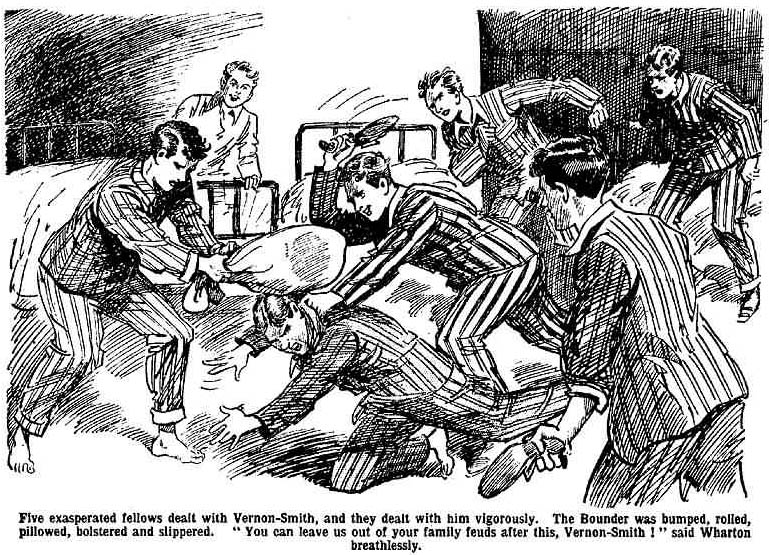 Five exasperated fellows dealt with Vernon-Smith, and they dealt with him vigorously. The Bounder was bumped, rolled,
pillowed, bolstered and slippered. " You can leave us out of your family feuds after this, Vernon-Smith ! " said Wharton
breathlessly.